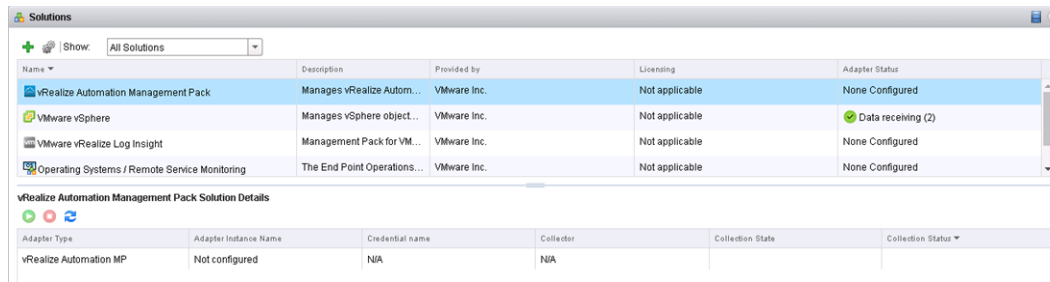 Solutions
Show: All Solutions
Name Description Provided by Licensing Adapter Status
vRealize Automation Management Pack Manages vRealize Autom... VMware Inc. Not applicable None Configured
VMware vSphere Manages vSphere object... VMware Inc. Not applicable Data receiving (2)
VMware vRealize Log Insight Management Pack for VM... VMware Inc. Not applicable None Configured
Operating Systems / Remote Service Monitoring The End Point Operations... VMware Inc. Not applicable None Configured
vRealize Automation Management Pack Solution Details
Adapter Type Adapter Instance Name Credential name Collector Collection State Collection Status
vRealize Automation MP Not configured N/A N/A